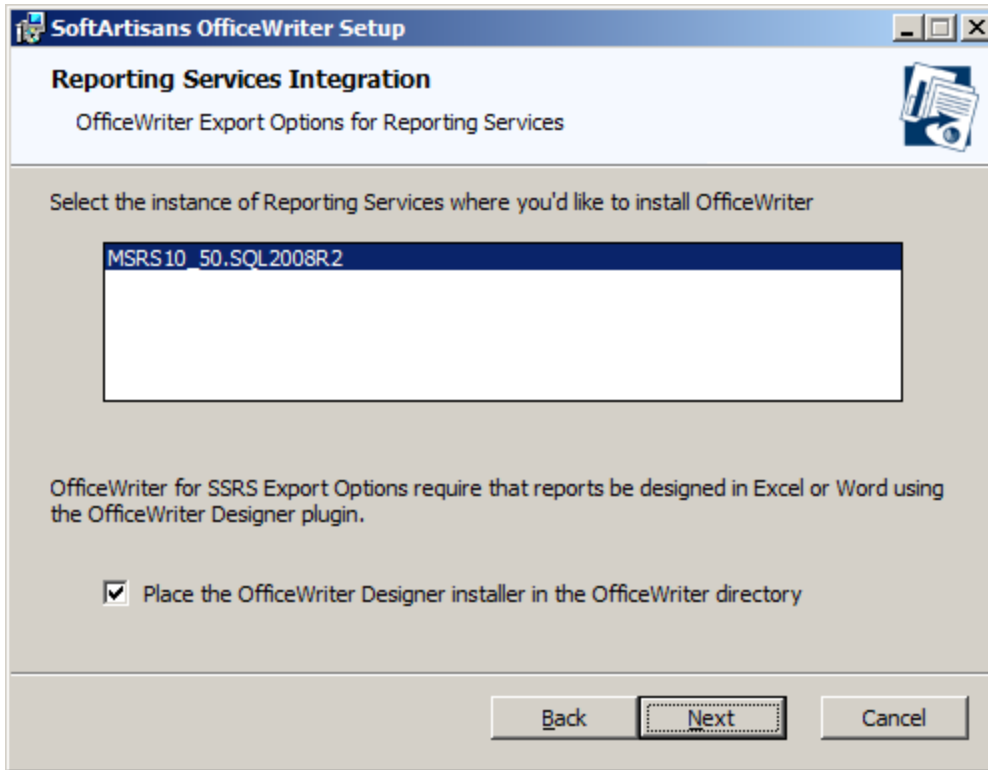 SoftArtisans OfficeWriter Setup
Reporting Services Integration
OfficeWriter Export Options for Reporting Services
Select the instance of Reporting Services where you'd like to install OfficeWriter
MSRS10_50.SQL2008R2
OfficeWriter for SSRS Export Options require that reports be designed in Excel or Word using
the OfficeWriter Designer plugin.
Place the OfficeWriter Designer installer in the OfficeWriter directory
Back Next Cancel